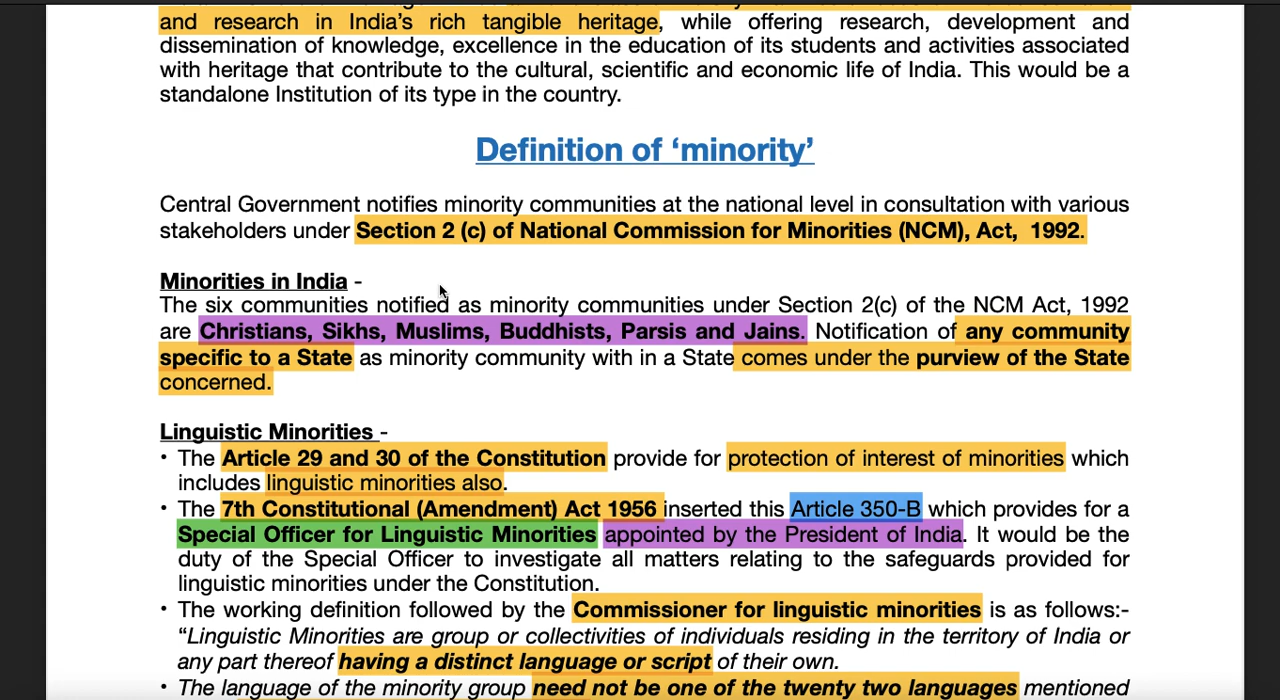 and research in India's rich tangible heritage, while offering research, development and
dissemination of knowledge, excellence in the education of its students and activities associated
with heritage that contribute to the cultural, scientific and economic life of India. This would be a
standalone Institution of its type in the country.
Definition of ‘minority’
Central Government notifies minority communities at the national level in consultation with various
stakeholders under Section 2 (c) of National Commission for Minorities (NCM), Act, 1992.
Minorities in India -
The six communities notified as minority communities under Section 2(c) of the NCM Act, 1992
are Christians, Sikhs, Muslims, Buddhists, Parsis and Jains. Notification of any community
specific to a State as minority community with in a State comes under the purview of the State
concerned.
Linguistic Minorities -
• The Article 29 and 30 of the Constitution provide for protection of interest of minorities which
includes linguistic minorities also.
• The 7th Constitutional (Amendment) Act 1956 inserted this Article 350-B which provides for a
Special Officer for Linguistic Minorities appointed by the President of India. It would be the
duty of the Special Officer to investigate all matters relating to the safeguards provided for
linguistic minorities under the Constitution.
• The working definition followed by the Commissioner for linguistic minorities is as follows:-
“Linguistic Minorities are group or collectivities of individuals residing in the territory of India or
any part thereof having a distinct language or script of their own.
• The language of the minority group need not be one of the twenty two languages mentioned